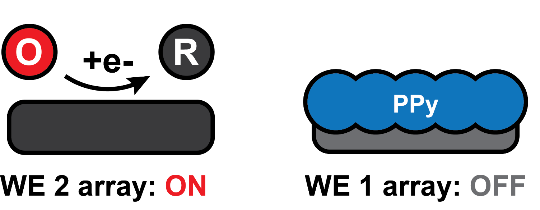 O
+e-
R
PPy
WE 2 array: ON
WE 1 array: OFF